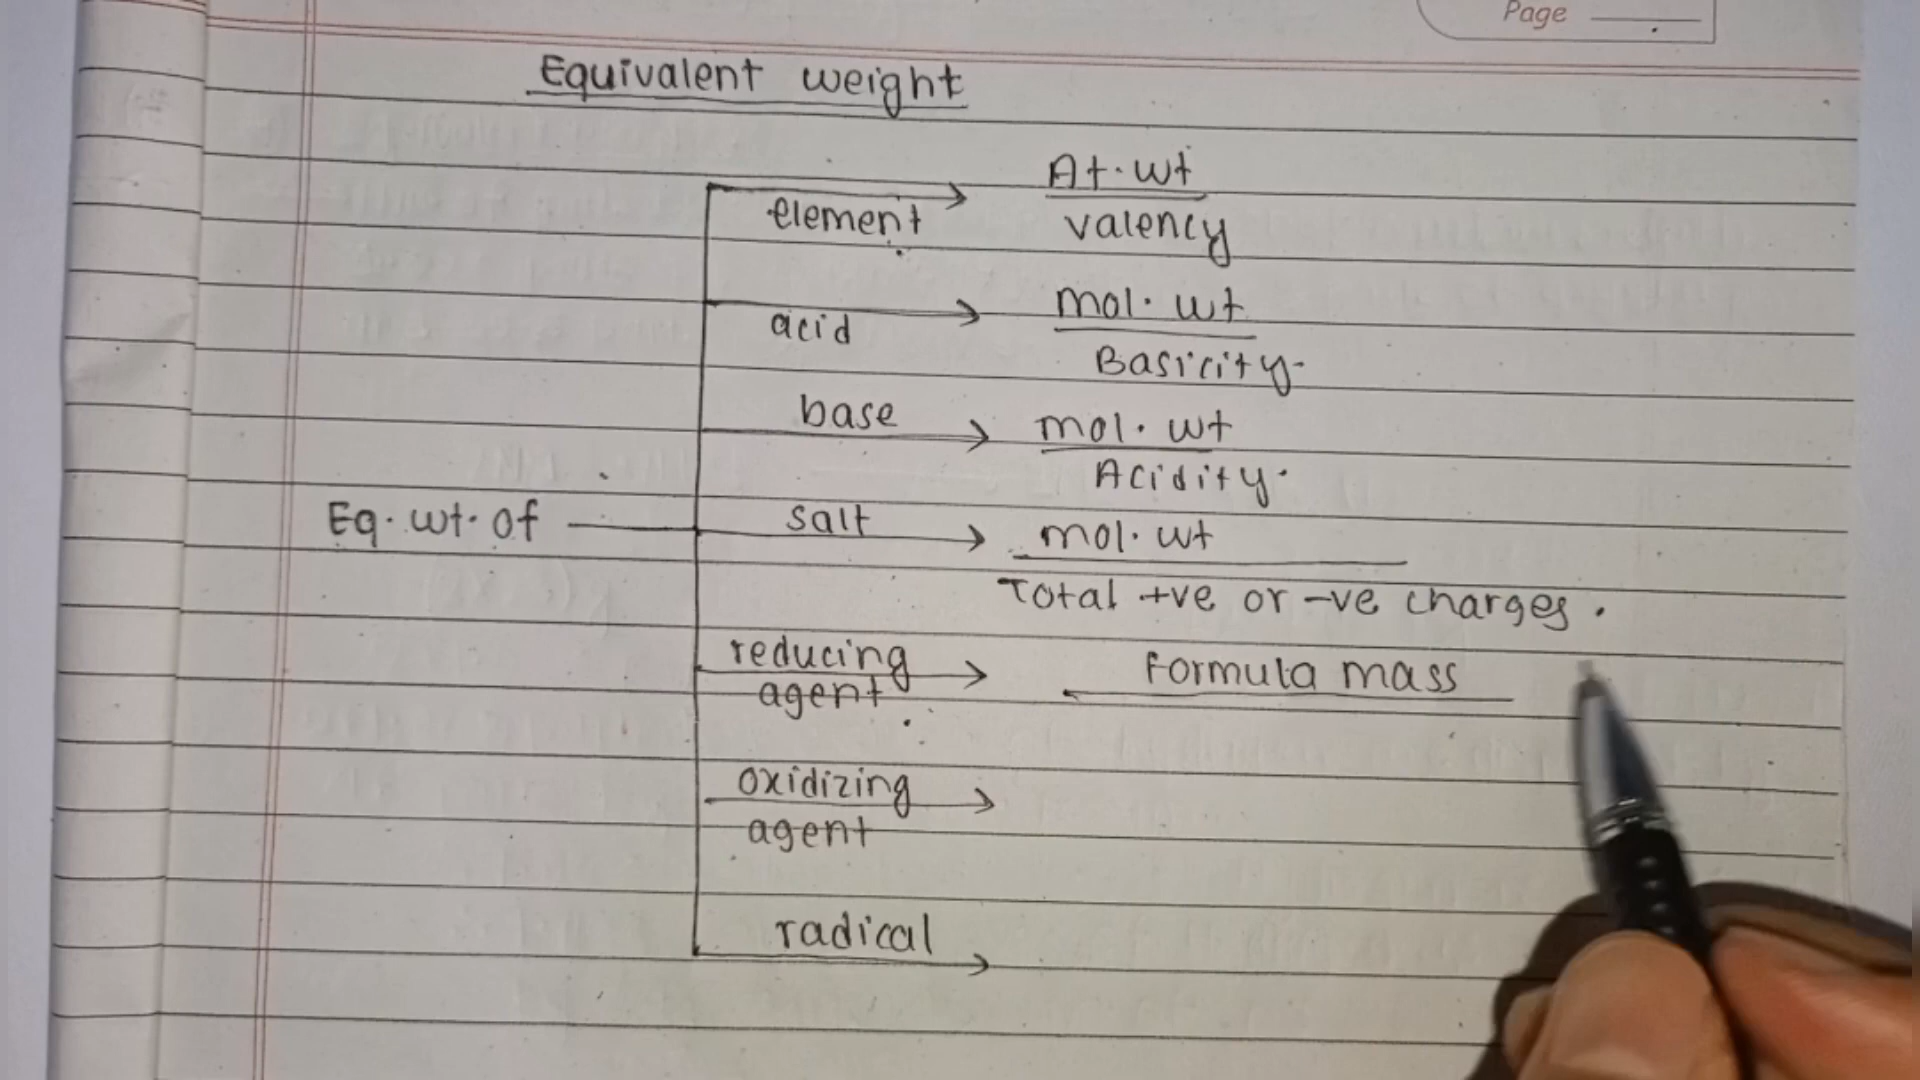 Page
Equivalent weight
At. wt
element
valency
mol. wt
acid
Basicity.
base
mol. wt
Acidity.
Eq. wt. of
salt
mol. wt
Total +ve or -ve charges.
reducing
Formula mass
agent
oxidizing
agent
radical